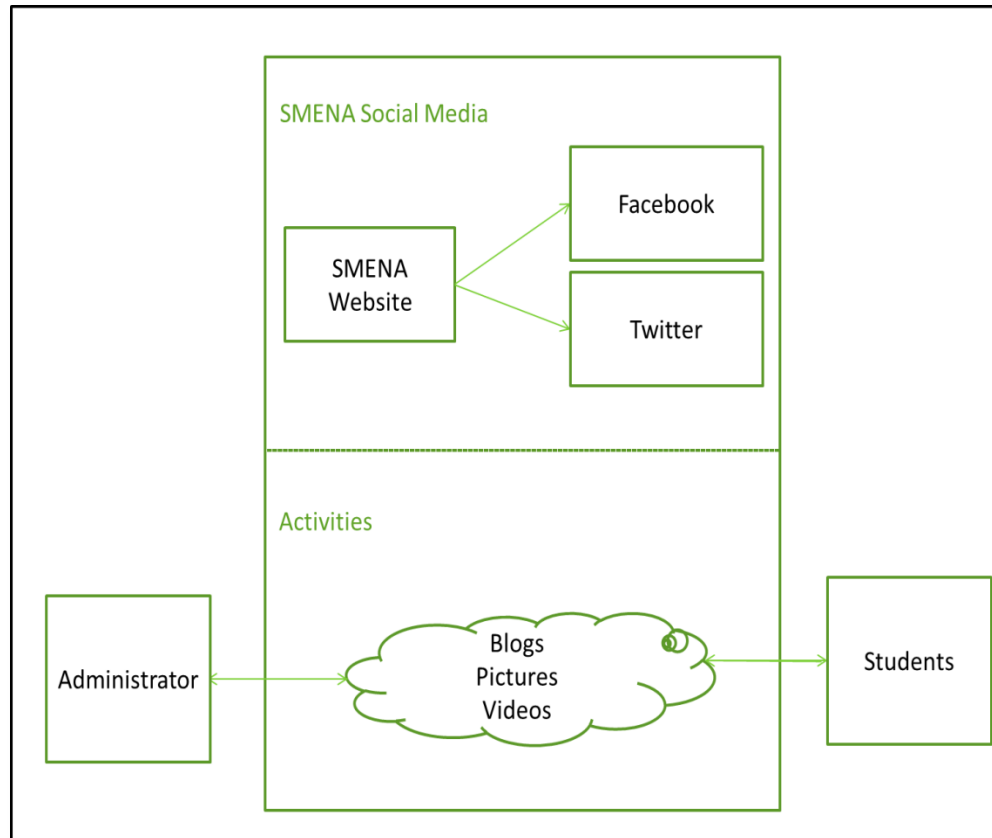 SMENA Social Media
Facebook
SMENA
Website
Twitter
Activities
Blogs
Pictures
Videos
Administrator
Students